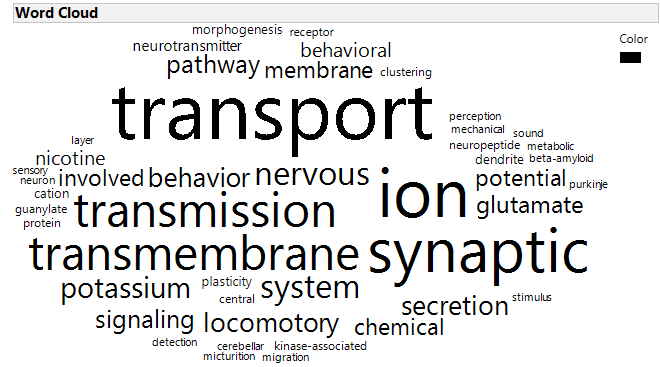 Word Cloud
Color
morphogenesis receptor
neurotransmitter behavioral
pathway membrane clustering
transport
perception
mechanical sound
neuropeptide metabolic
dendrite beta-amyloid
layer
nicotine
sensory
neuron involved behavior nervous
cation
guanylate
protein
potential purkinje
ion glutamate
transmission
transmembrane synaptic
potassium plasticity system
central
secretion stimulus
signaling locomotory chemical
detection cerebellar kinase-associated
micturition migration